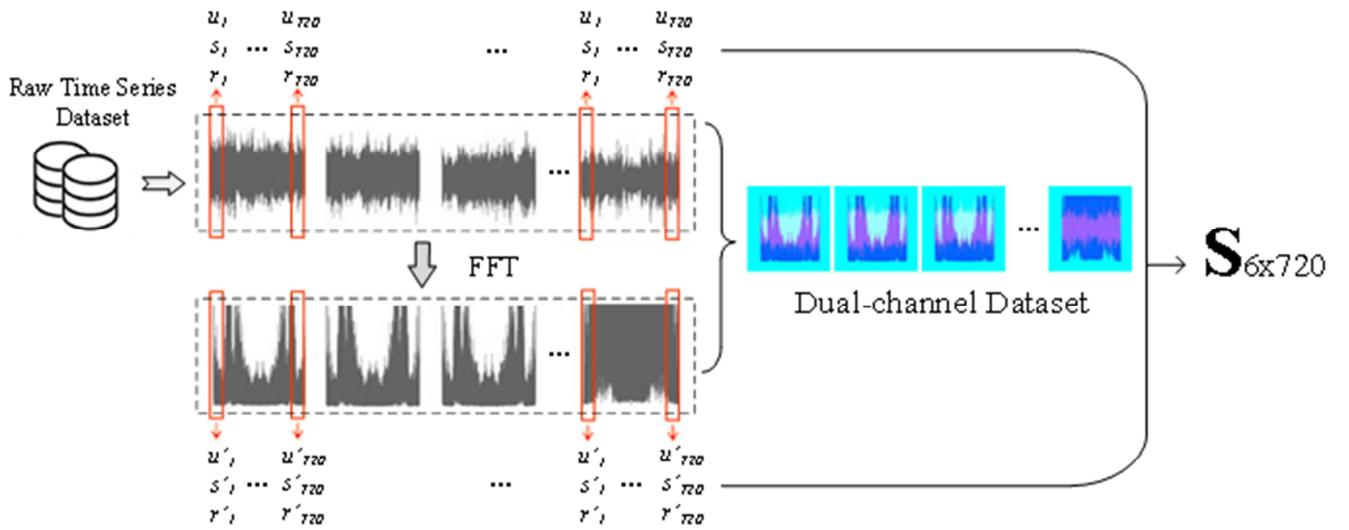 u1 u720 u1 u720
s1 ... s720 ... s1 ... s720
r1 r720 r1 r720
Raw Time Series
Dataset
...
FFT
...
...
Dual-channel Dataset
S6x720
u´1 u´720 u´1 u´720
s´1 ... s´720 ... s´1 ... s´720
r´1 r´720 r´1 r´720